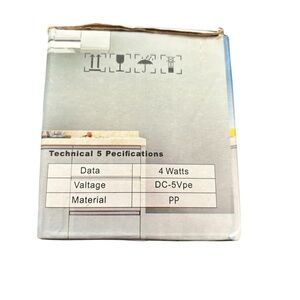 Technical 5 Pecifications
Data 4 Watts
Valtage DC-5Vpe
Material PP